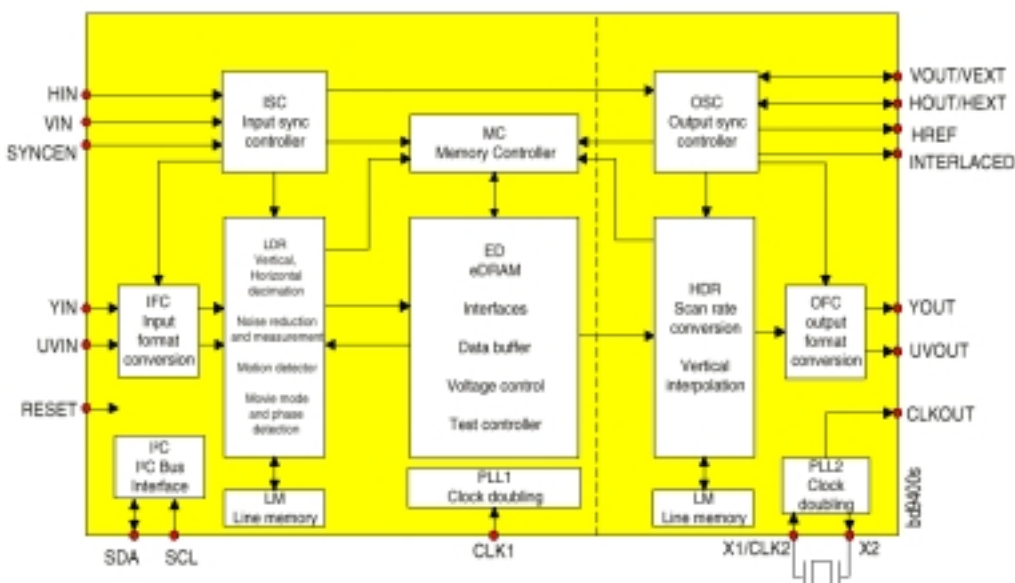 HIN
VIN
SYNCEN
YIN
UVIN
RESET
SDA
SCL
ISC
Input sync
controller
MC
Memory Controller
OSC
Output sync
controller
VOUT/VEXT
HOUT/HEXT
HREF
INTERLACED
IFC
Input
format
conversion
LDR
Vertical,
Horizontal
decimation
Noise reduction
and measurement
Motion detector
Movie mode
and phase
detection
ED
eDRAM
Interfaces
Data buffer
Voltage control
Test controller
HDR
Scan rate
conversion
Vertical
interpolation
OFC
output
format
conversion
YOUT
UVOUT
CLKOUT
I²C
I²C Bus
Interface
LM
Line memory
PLL1
Clock doubling
CLK1
LM
Line memory
PLL2
Clock
doubling
X1/CLK2
X2
bd9400s